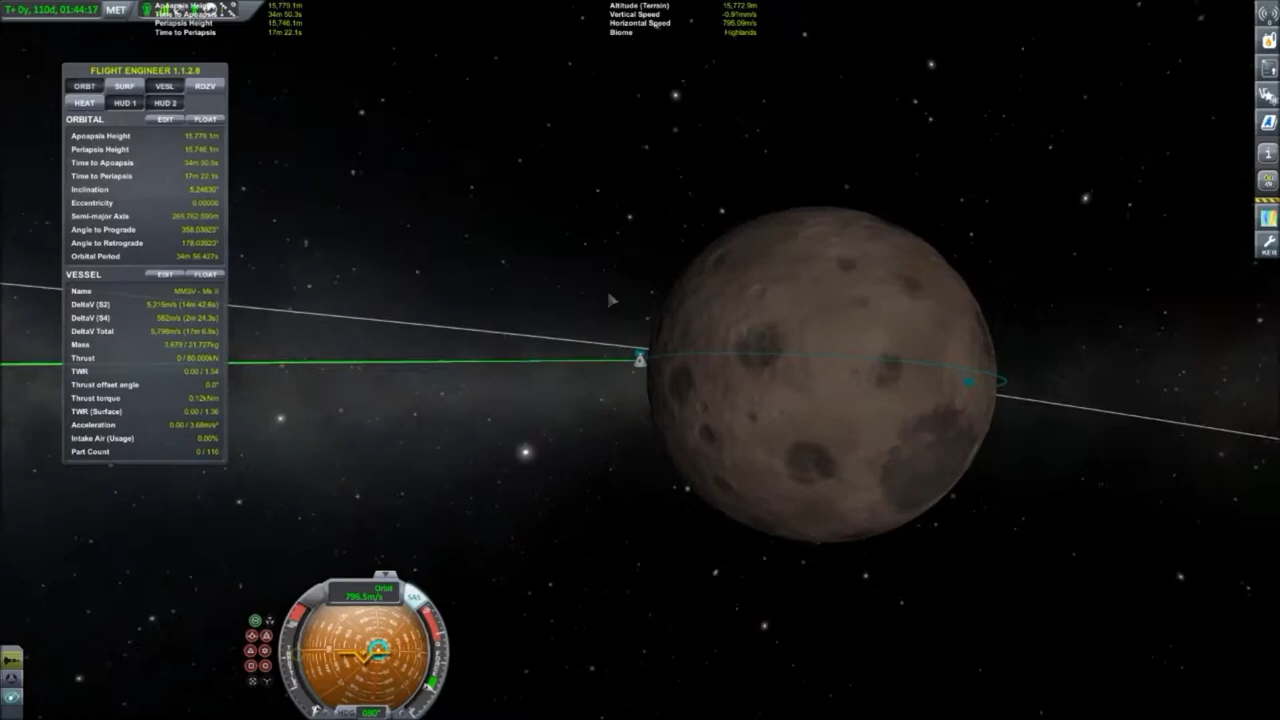 T+ 0y, 110d, 01:44:17 MET
Apoapsis Height 15,779.1m
Time to Apoapsis 34m 50.3s
Periapsis Height 15,746.1m
Time to Periapsis 17m 22.1s
Altitude (Terrain) 15,772.9m
Vertical Speed -0.91mm/s
Horizontal Speed 795.09m/s
Biome Highlands
FLIGHT ENGINEER 1.1.2.8
ORBT SURF VESL RDZV
HEAT HUD 1 HUD 2
ORBITAL EDIT FLOAT
Apoapsis Height 15,779.1m
Periapsis Height 15,746.1m
Time to Apoapsis 34m 50.3s
Time to Periapsis 17m 22.1s
Inclination 5.24630°
Eccentricity 0.00006
Semi-major Axis 265,762.590m
Angle to Prograde 358.03923°
Angle to Retrograde 178.03923°
Orbital Period 34m 56.427s
VESSEL EDIT FLOAT
Name MMGV - Mk II
DeltaV (S2) 5,215m/s (14m 42.6s)
DeltaV (S4) 582m/s (2m 24.3s)
DeltaV Total 5,798m/s (17m 6.9s)
Mass 3,679 / 21,727kg
Thrust 0 / 80.000kN
TWR 0.00 / 1.34
Thrust offset angle 0.0°
Thrust torque 0.12kNm
TWR (Surface) 0.00 / 1.36
Acceleration 0.00 / 3.68m/s²
Intake Air (Usage) 0.00%
Part Count 0 / 116
Orbit
796.5m/s
SAS
HDG 080°
KER